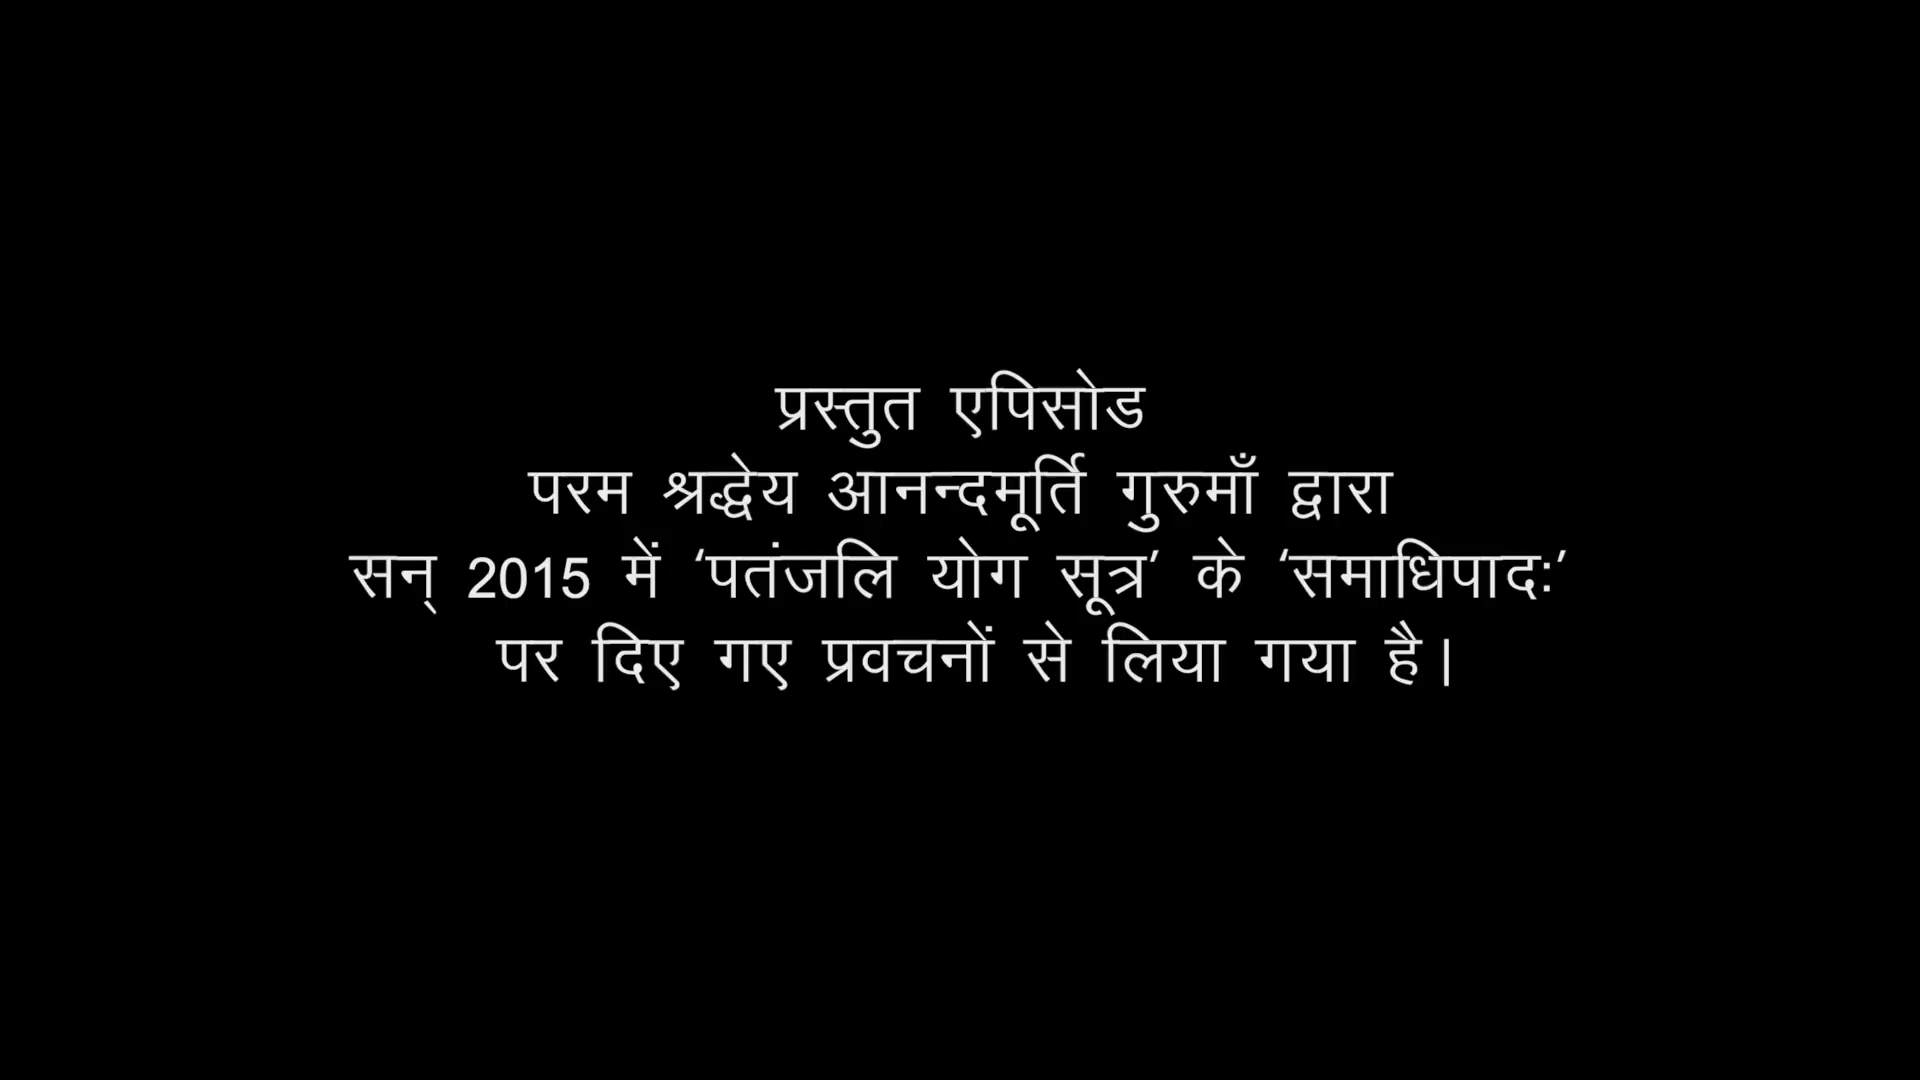 प्रस्तुत एपिसोड
परम श्रद्धेय आनन्दमूर्ति गुरुमाँ द्वारा
सन् 2015 में ‘पतंजलि योग सूत्र’ के ‘समाधिपादः’
पर दिए गए प्रवचनों से लिया गया है।